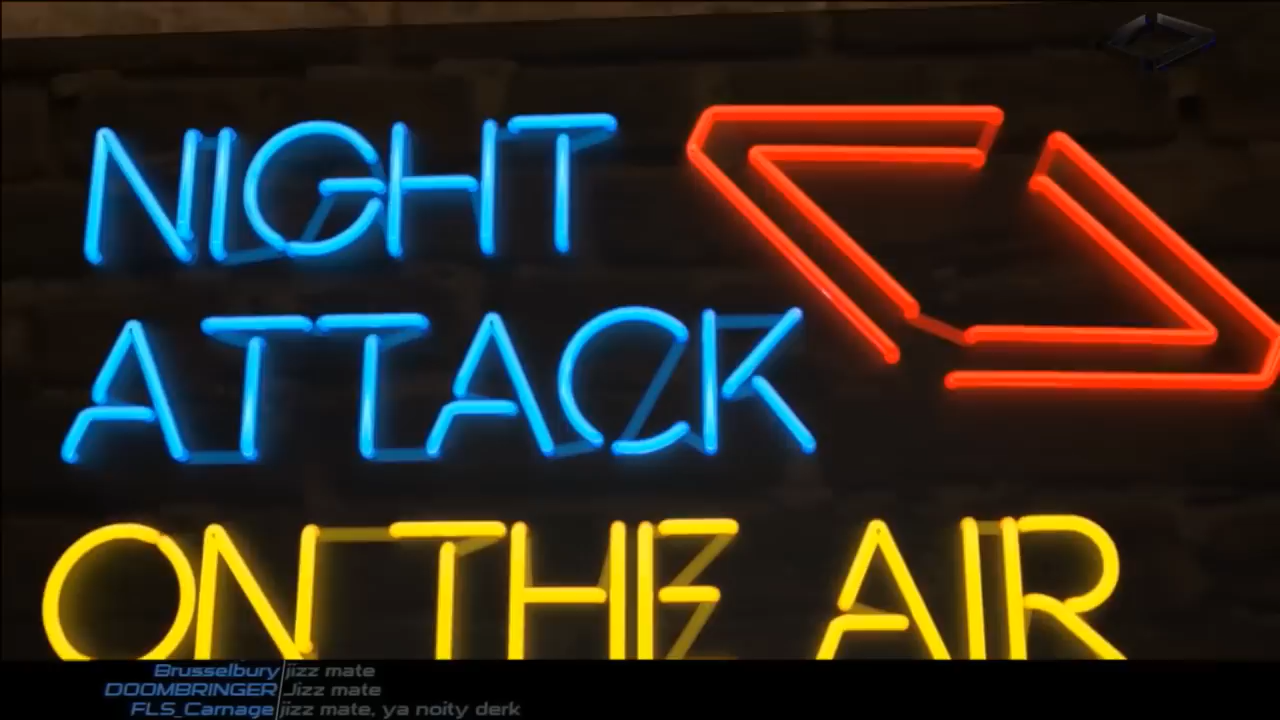 NIGHT
ATTACK
ON THE AIR
Brusselbury jizz mate
DOOMBRINGER Jizz mate
FLS_Carnage jizz mate, ya noity derk